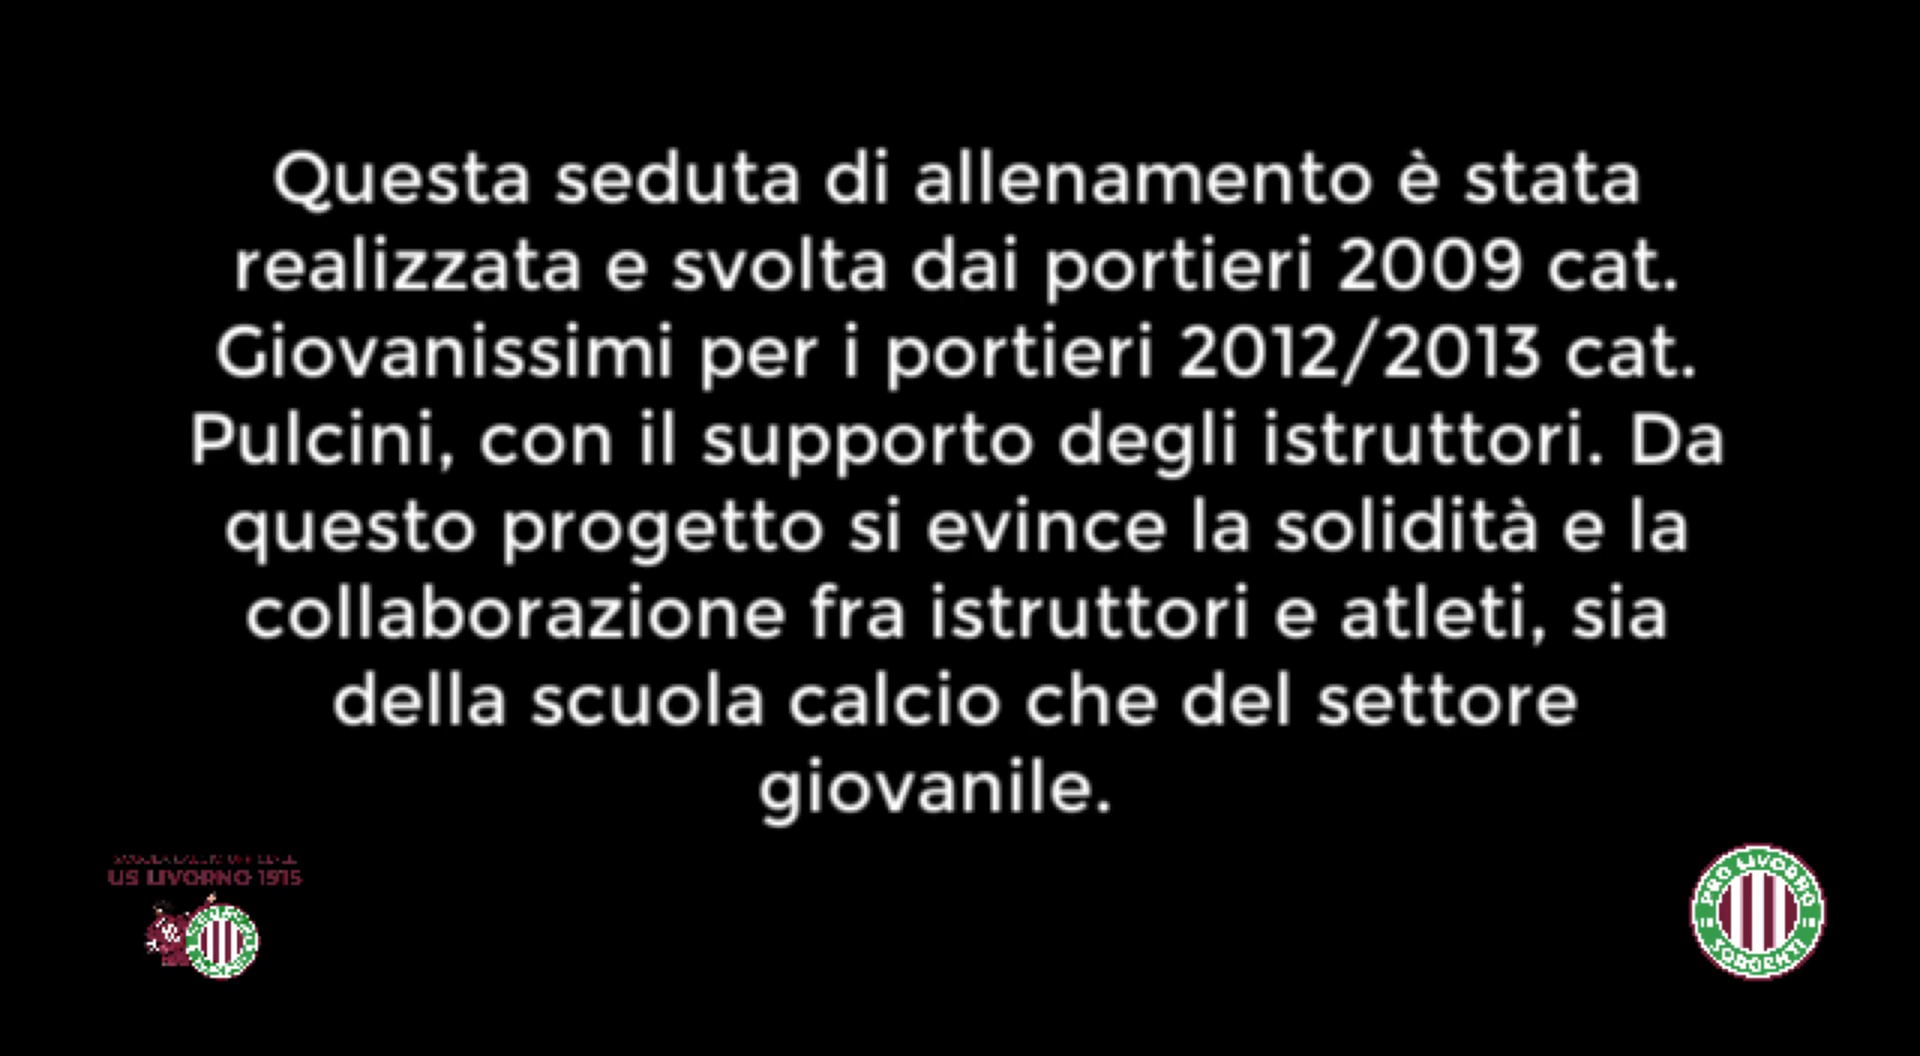 Questa seduta di allenamento è stata
realizzata e svolta dai portieri 2009 cat.
Giovanissimi per i portieri 2012/2013 cat.
Pulcini, con il supporto degli istruttori. Da
questo progetto si evince la solidità e la
collaborazione fra istruttori e atleti, sia
della scuola calcio che del settore
giovanile.
US LIVORNO 1915
PRO LIVORNO
SORGENTI